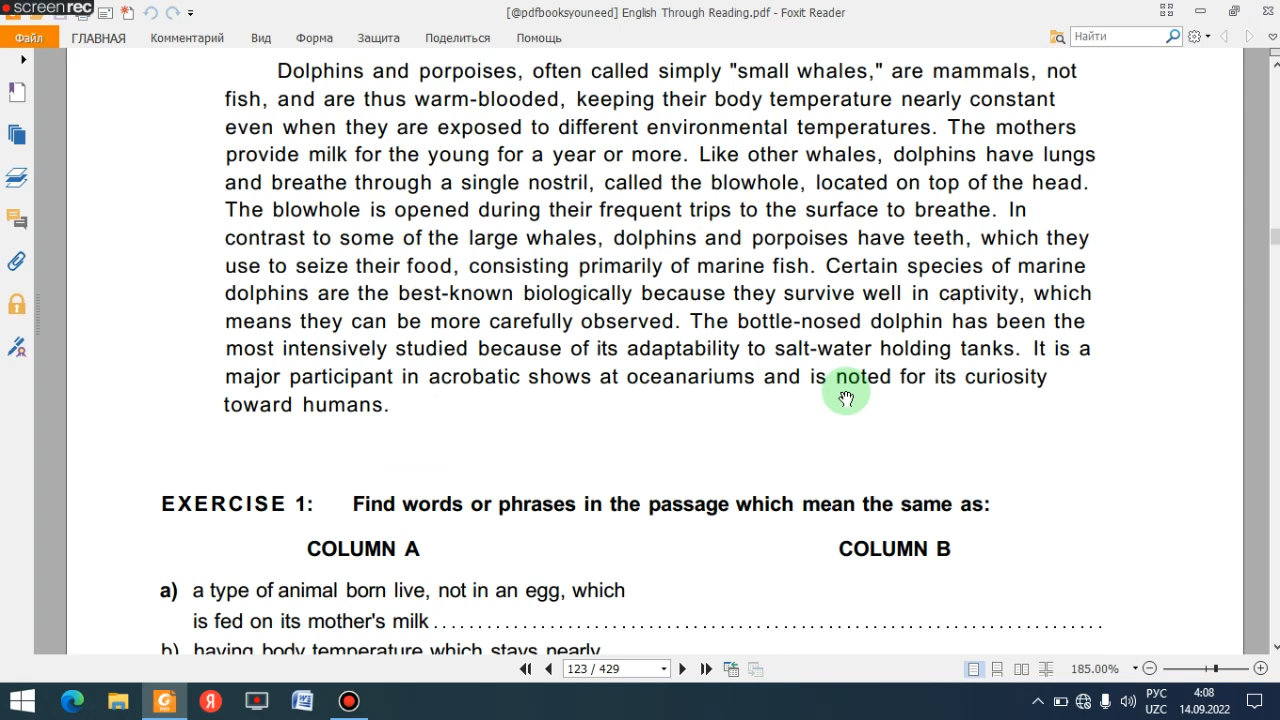 screenrec
[@pdfbooksyouneed] English Through Reading.pdf - Foxit Reader
Файл ГЛАВНАЯ Комментарий Вид Форма Защита Поделиться Помощь Найти
Dolphins and porpoises, often called simply "small whales," are mammals, not
fish, and are thus warm-blooded, keeping their body temperature nearly constant
even when they are exposed to different environmental temperatures. The mothers
provide milk for the young for a year or more. Like other whales, dolphins have lungs
and breathe through a single nostril, called the blowhole, located on top of the head.
The blowhole is opened during their frequent trips to the surface to breathe. In
contrast to some of the large whales, dolphins and porpoises have teeth, which they
use to seize their food, consisting primarily of marine fish. Certain species of marine
dolphins are the best-known biologically because they survive well in captivity, which
means they can be more carefully observed. The bottle-nosed dolphin has been the
most intensively studied because of its adaptability to salt-water holding tanks. It is a
major participant in acrobatic shows at oceanariums and is noted for its curiosity
toward humans.
EXERCISE 1: Find words or phrases in the passage which mean the same as:
COLUMN A COLUMN B
a) a type of animal born live, not in an egg, which
is fed on its mother's milk ............................................................
b) having body temperature which stays nearly
123 / 429 185.00%
РУС 4:08
UZC 14.09.2022